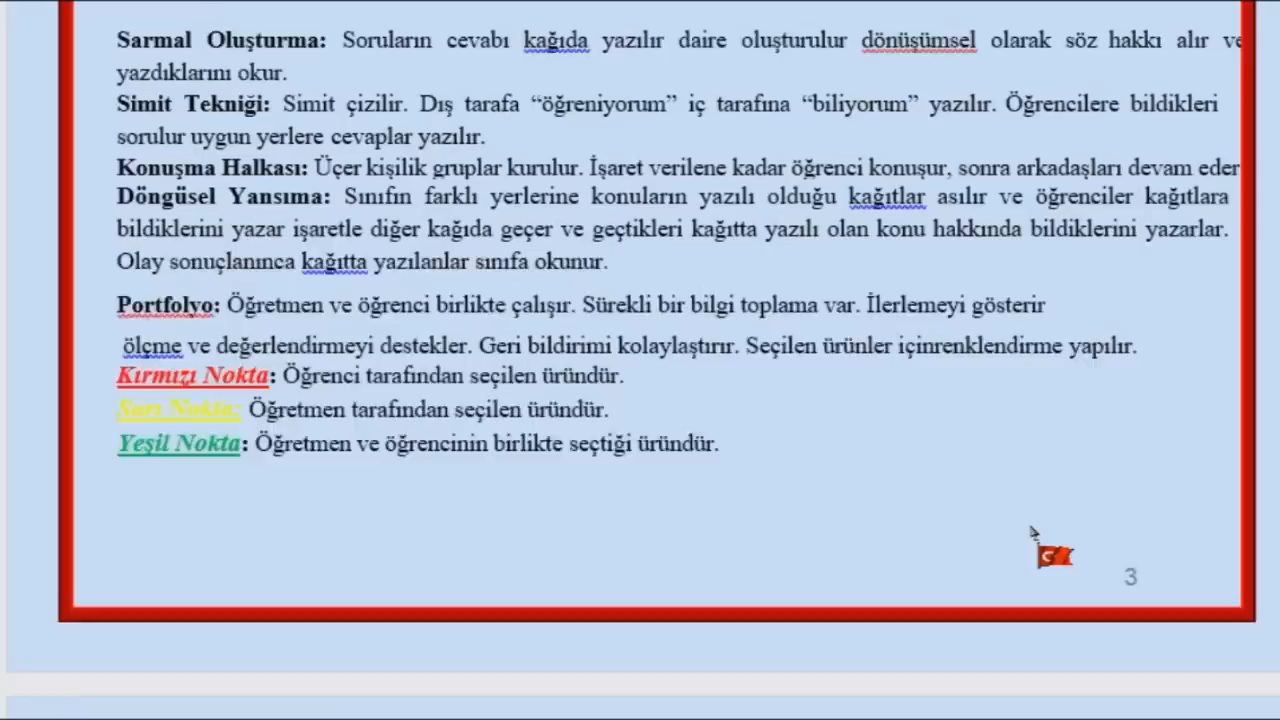 Sarmal Oluşturma: Soruların cevabı kağıda yazılır daire oluşturulur dönüşümsel olarak söz hakkı alır ve
yazdıklarını okur.
Simit Tekniği: Simit çizilir. Dış tarafa “öğreniyorum” iç tarafına “biliyorum” yazılır. Öğrencilere bildikleri
sorulur uygun yerlere cevaplar yazılır.
Konuşma Halkası: Üçer kişilik gruplar kurulur. İşaret verilene kadar öğrenci konuşur, sonra arkadaşları devam eder
Döngüsel Yansıma: Sınıfın farklı yerlerine konuların yazılı olduğu kağıtlar asılır ve öğrenciler kağıtlara
bildiklerini yazar işaretle diğer kağıda geçer ve geçtikleri kağıtta yazılı olan konu hakkında bildiklerini yazarlar.
Olay sonuçlanınca kağıtta yazılanlar sınıfa okunur.
Portfolyo: Öğretmen ve öğrenci birlikte çalışır. Sürekli bir bilgi toplama var. İlerlemeyi gösterir
ölçme ve değerlendirmeyi destekler. Geri bildirimi kolaylaştırır. Seçilen ürünler içinrenklendirme yapılır.
Kırmızı Nokta: Öğrenci tarafından seçilen üründür.
Sarı Nokta: Öğretmen tarafından seçilen üründür.
Yeşil Nokta: Öğretmen ve öğrencinin birlikte seçtiği üründür.
3